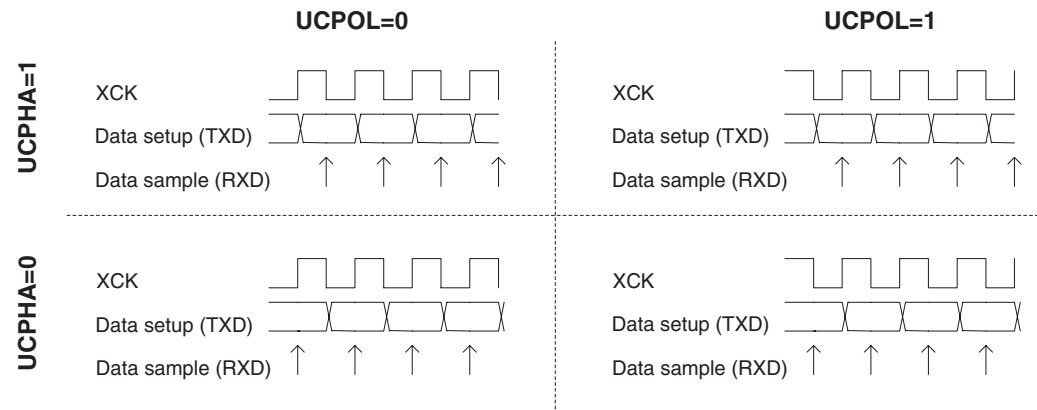 UCPOL=0
UCPOL=1
UCPHA=1
XCK
Data setup (TXD)
Data sample (RXD)
XCK
Data setup (TXD)
Data sample (RXD)
UCPHA=0
XCK
Data setup (TXD)
Data sample (RXD)
XCK
Data setup (TXD)
Data sample (RXD)